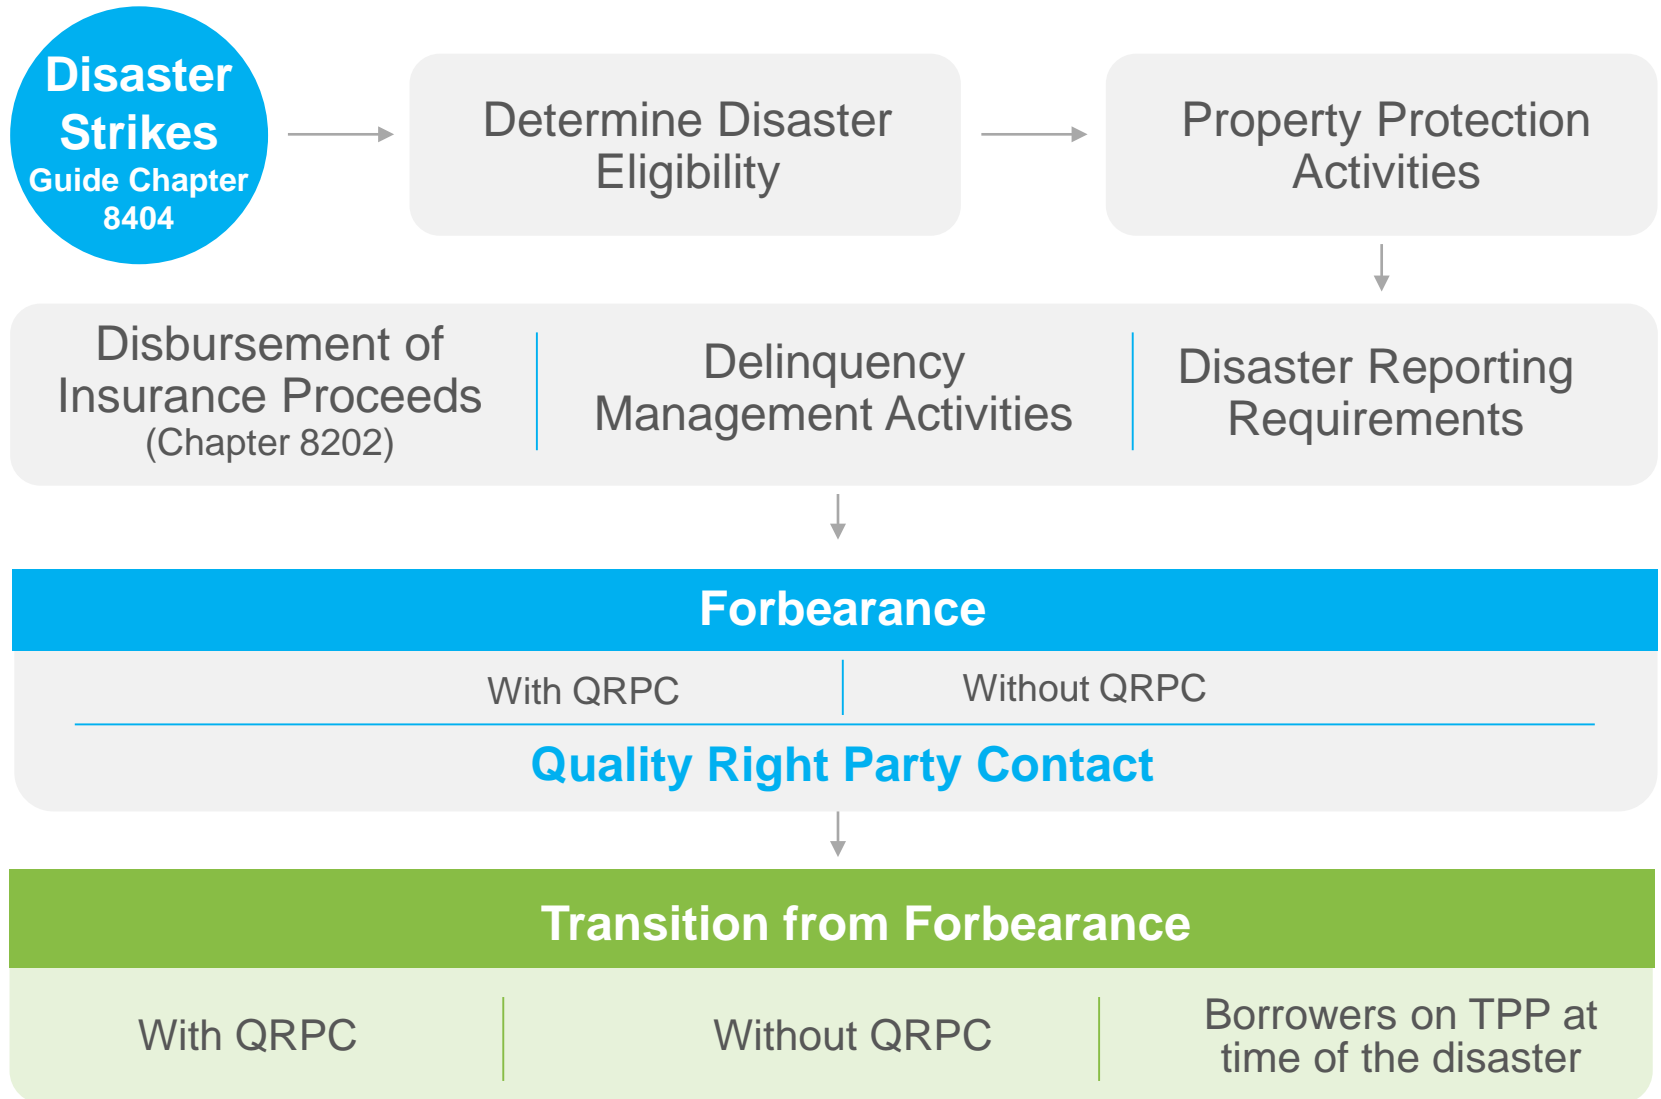 Disaster
Strikes
Guide Chapter
8404
Determine Disaster
Eligibility
Property Protection
Activities
Disbursement of
Insurance Proceeds
(Chapter 8202)
Delinquency
Management Activities
Disaster Reporting
Requirements
Forbearance
With QRPC
Without QRPC
Quality Right Party Contact
Transition from Forbearance
With QRPC
Without QRPC
Borrowers on TPP at
time of the disaster